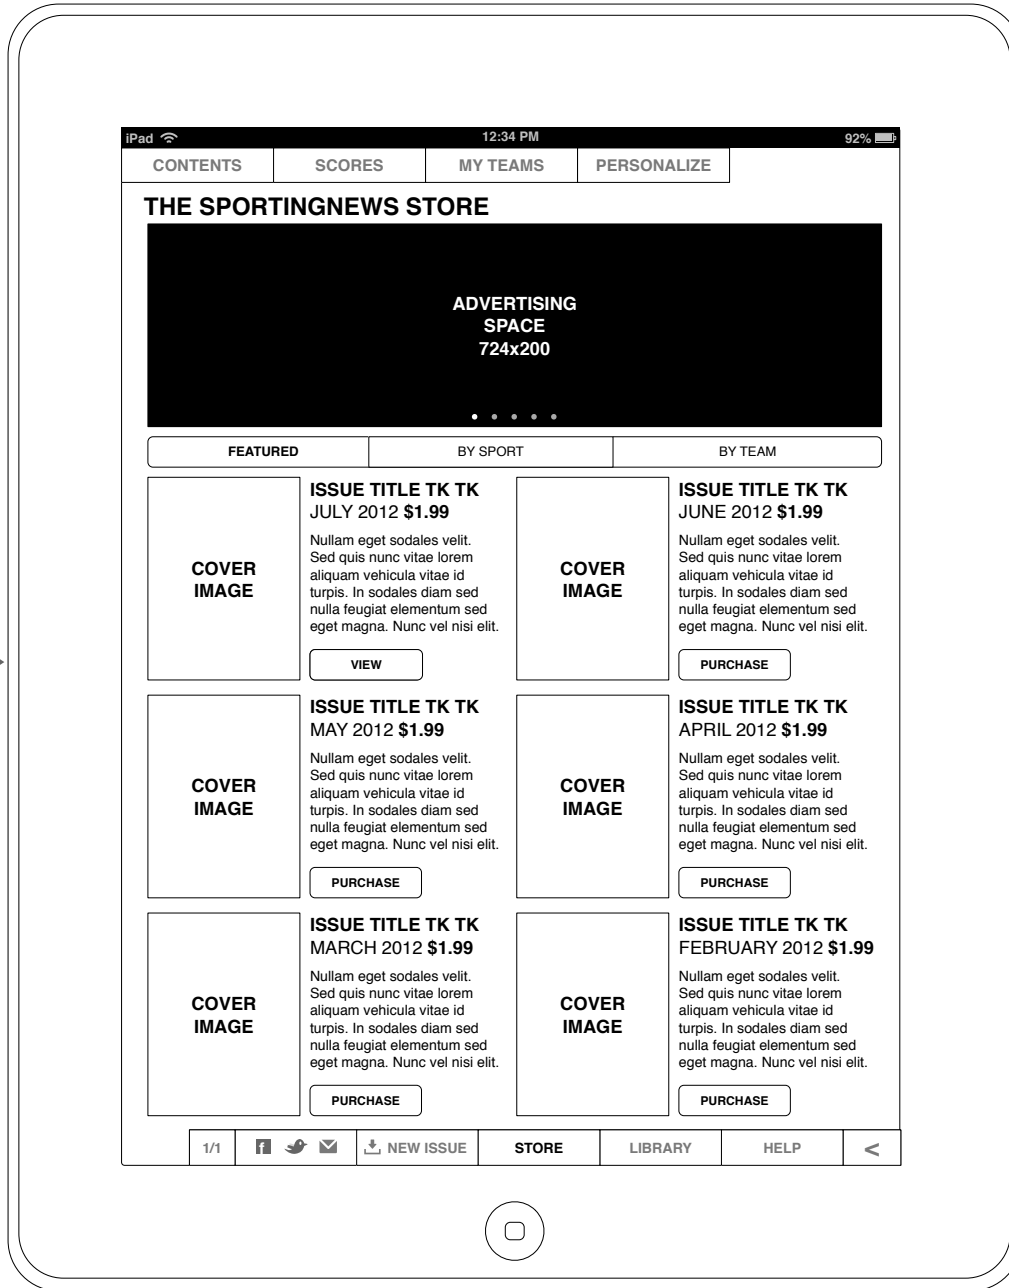 iPad 12:34 PM 92%
CONTENTS SCORES MY TEAMS PERSONALIZE
THE SPORTINGNEWS STORE
ADVERTISING
SPACE
724x200
FEATURED BY SPORT BY TEAM
COVER
IMAGE
ISSUE TITLE TK TK
JULY 2012 $1.99
Nullam eget sodales velit.
Sed quis nunc vitae lorem
aliquam vehicula vitae id
turpis. In sodales diam sed
nulla feugiat elementum sed
eget magna. Nunc vel nisi elit.
VIEW
COVER
IMAGE
ISSUE TITLE TK TK
JUNE 2012 $1.99
Nullam eget sodales velit.
Sed quis nunc vitae lorem
aliquam vehicula vitae id
turpis. In sodales diam sed
nulla feugiat elementum sed
eget magna. Nunc vel nisi elit.
PURCHASE
COVER
IMAGE
ISSUE TITLE TK TK
MAY 2012 $1.99
Nullam eget sodales velit.
Sed quis nunc vitae lorem
aliquam vehicula vitae id
turpis. In sodales diam sed
nulla feugiat elementum sed
eget magna. Nunc vel nisi elit.
PURCHASE
COVER
IMAGE
ISSUE TITLE TK TK
APRIL 2012 $1.99
Nullam eget sodales velit.
Sed quis nunc vitae lorem
aliquam vehicula vitae id
turpis. In sodales diam sed
nulla feugiat elementum sed
eget magna. Nunc vel nisi elit.
PURCHASE
COVER
IMAGE
ISSUE TITLE TK TK
MARCH 2012 $1.99
Nullam eget sodales velit.
Sed quis nunc vitae lorem
aliquam vehicula vitae id
turpis. In sodales diam sed
nulla feugiat elementum sed
eget magna. Nunc vel nisi elit.
PURCHASE
COVER
IMAGE
ISSUE TITLE TK TK
FEBRUARY 2012 $1.99
Nullam eget sodales velit.
Sed quis nunc vitae lorem
aliquam vehicula vitae id
turpis. In sodales diam sed
nulla feugiat elementum sed
eget magna. Nunc vel nisi elit.
PURCHASE
1/1 f NEW ISSUE STORE LIBRARY HELP <